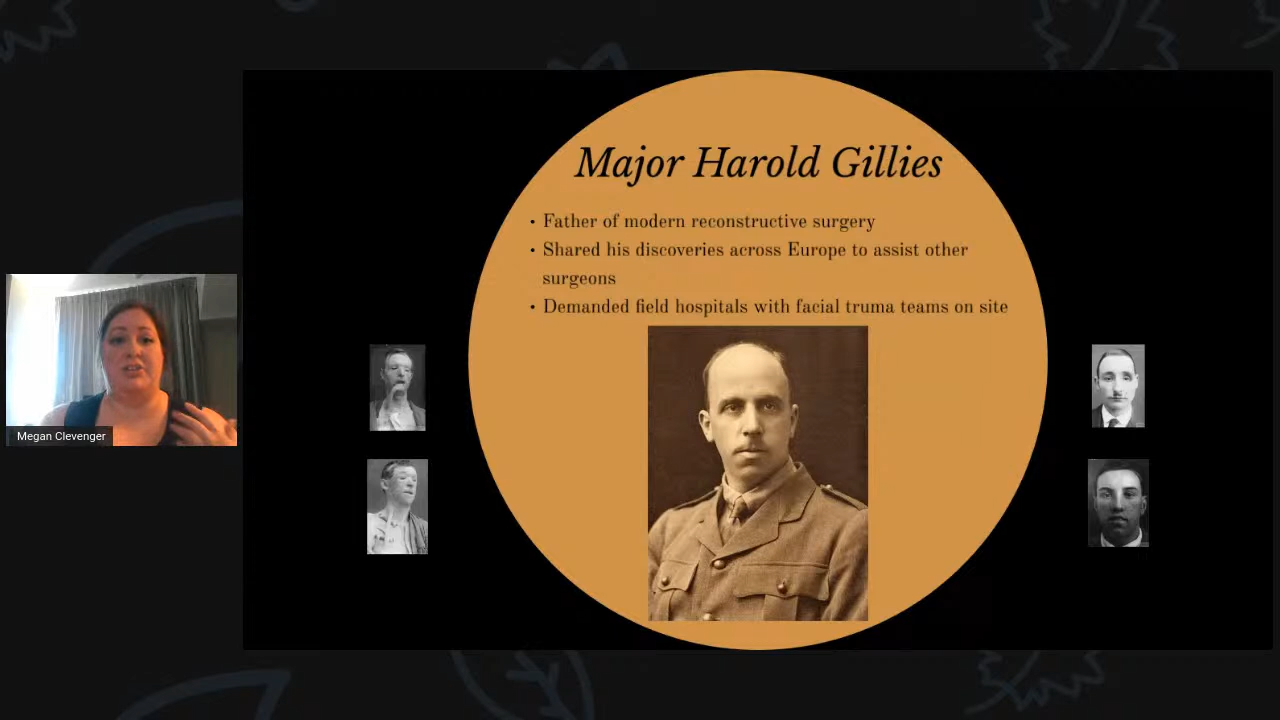 Major Harold Gillies
• Father of modern reconstructive surgery
• Shared his discoveries across Europe to assist other
surgeons
• Demanded field hospitals with facial truma teams on site
Megan Clevenger